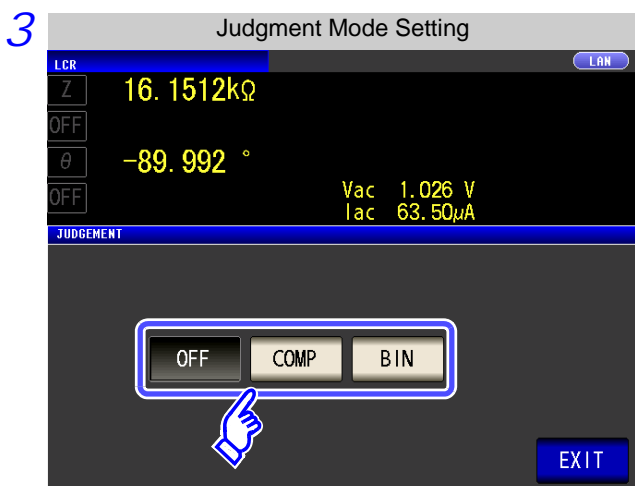 3
Judgment Mode Setting
LCR LAN
Z 16.1512kΩ
OFF
θ -89.992 °
OFF
Vac 1.026 V
Iac 63.50μA
JUDGEMENT
OFF COMP BIN
EXIT